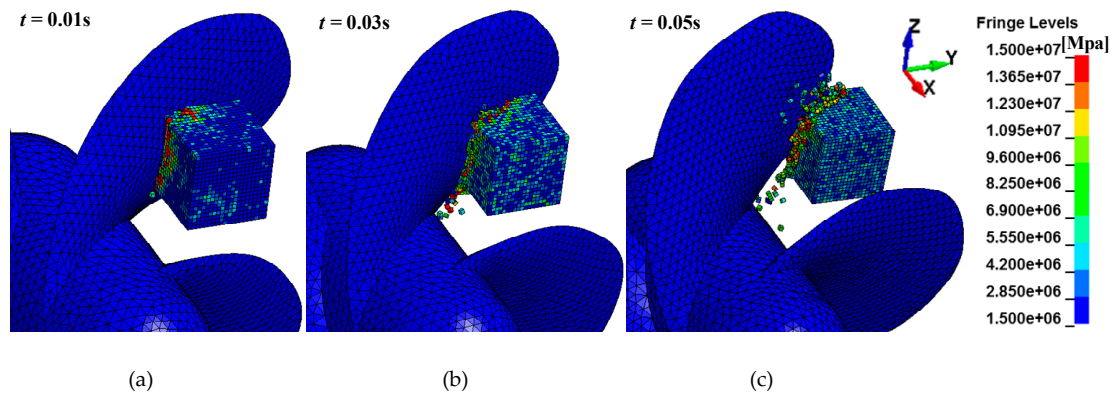 t = 0.01s
t = 0.03s
t = 0.05s
Z
Y
X
Fringe Levels
[Mpa]
1.500e+07
1.365e+07
1.230e+07
1.095e+07
9.600e+06
8.250e+06
6.900e+06
5.550e+06
4.200e+06
2.850e+06
1.500e+06
(a)
(b)
(c)